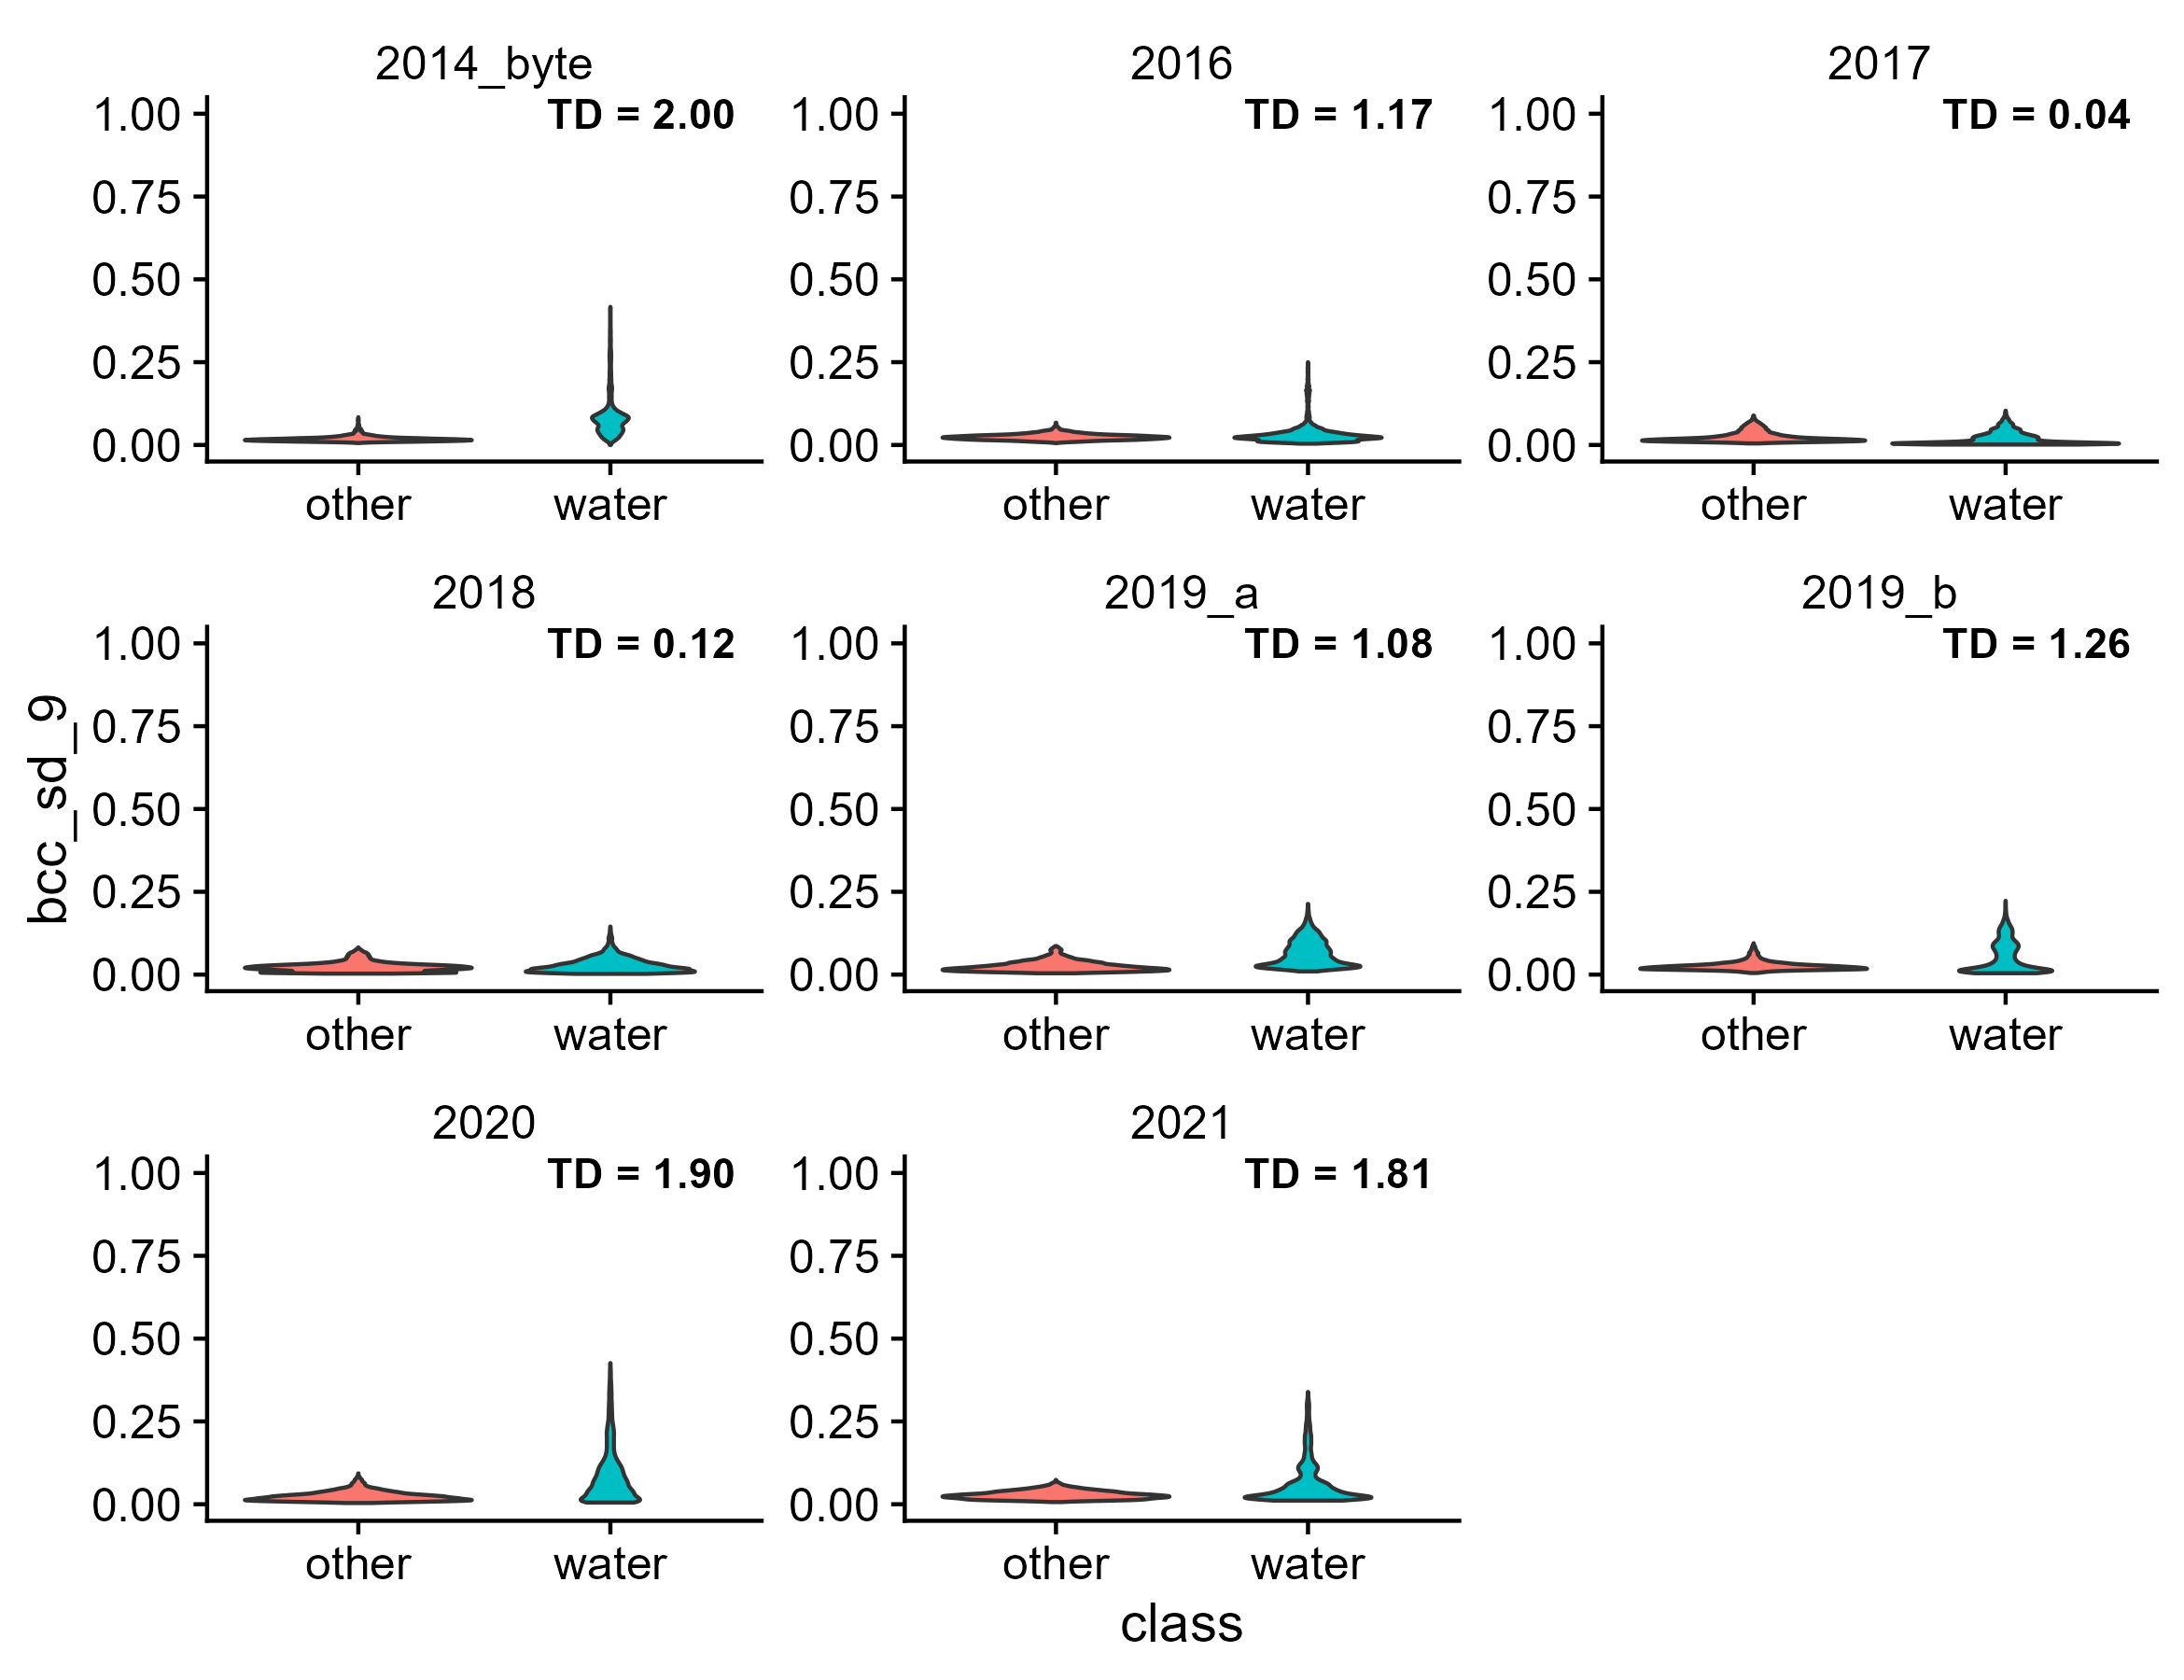 2014_byte
2016
2017
1.00
0.75
0.50
0.25
0.00
TD = 2.00
other
water
1.00
0.75
0.50
0.25
0.00
TD = 1.17
other
water
1.00
0.75
0.50
0.25
0.00
TD = 0.04
other
water
bcc_sd_9
2018
2019_a
2019_b
1.00
0.75
0.50
0.25
0.00
TD = 0.12
other
water
1.00
0.75
0.50
0.25
0.00
TD = 1.08
other
water
1.00
0.75
0.50
0.25
0.00
TD = 1.26
other
water
2020
2021
1.00
0.75
0.50
0.25
0.00
TD = 1.90
other
water
1.00
0.75
0.50
0.25
0.00
TD = 1.81
other
water
class